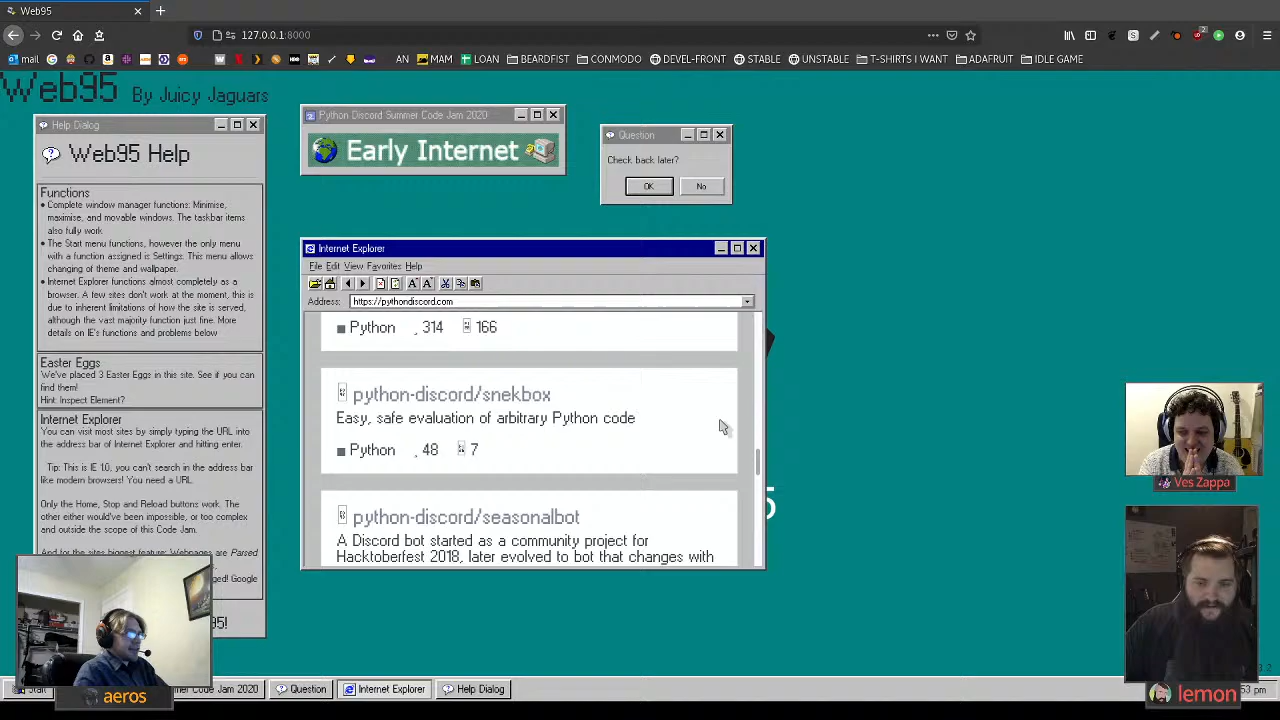 Web95
127.0.0.1:8000
mail
AN
MAM
LOAN
BEARDFIST
CONMODO
DEVEL-FRONT
STABLE
UNSTABLE
T-SHIRTS I WANT
ADAFRUIT
IDLE GAME
Web95 By Juicy Jaguars
Help Dialog
Web95 Help
Functions
Complete window manager functions: Minimise,
maximise, and movable windows. The taskbar items
also fully work
The Start menu functions, however the only menu
with a function assigned is Settings. This menu allows
changing of theme and wallpaper.
Internet Explorer functions almost completely as a
browser. A few sites don't work at the moment, this is
due to inherent limitations of how the site is served,
although the vast majority function just fine. More
details on IE's functions and problems below
Easter Eggs
We've placed 3 Easter Eggs in this site. See if you can
find them!
Hint: Inspect Element?
Internet Explorer
You can visit most sites by simply typing the URL into
the address bar of Internet Explorer and hitting enter.
Tip: This is IE 1.0, you can't search in the address bar
like modern browsers! You need a URL.
Only the Home, Stop and Reload buttons work. The
other either would've been impossible, or too complex
and outside the scope of this Code Jam.
And for the sites biggest feature: Webpages are Parsed
ged! Google
Python Discord Summer Code Jam 2020
Early Internet
Question
Check back later?
OK
No
Internet Explorer
File Edit View Favorites Help
Address: https://pythondiscord.com
Python 314 166
python-discord/snekbox
Easy, safe evaluation of arbitrary Python code
Python 48 7
python-discord/seasonalbot
A Discord bot started as a community project for
Hacktoberfest 2018, later evolved to bot that changes with
5
Ves Zappa
aeros
lemon
Start
mer Code Jam 2020
Question
Internet Explorer
Help Dialog
53 pm